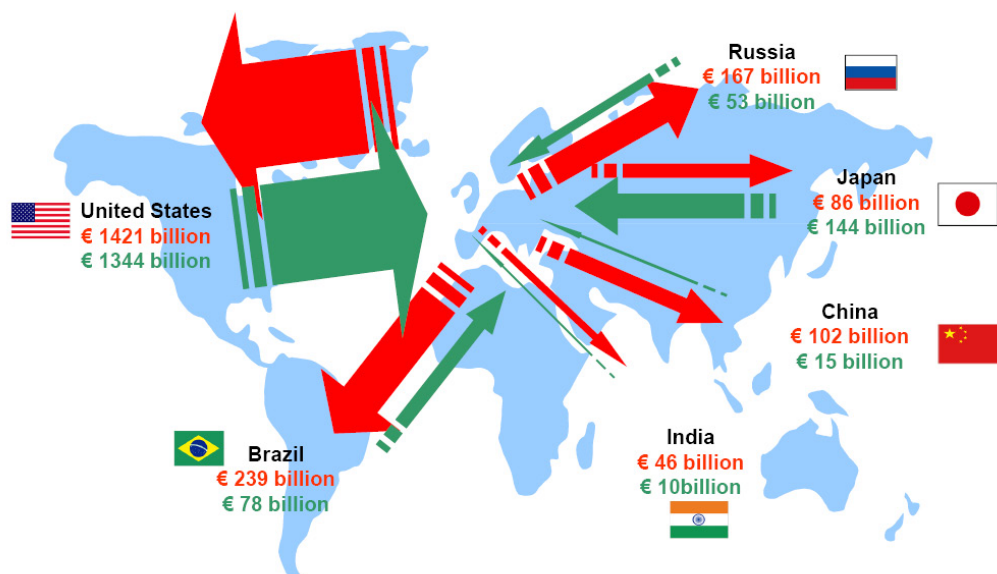 Russia
€ 167 billion
€ 53 billion
Japan
€ 86 billion
€ 144 billion
United States
€ 1421 billion
€ 1344 billion
China
€ 102 billion
€ 15 billion
India
€ 46 billion
€ 10billion
Brazil
€ 239 billion
€ 78 billion